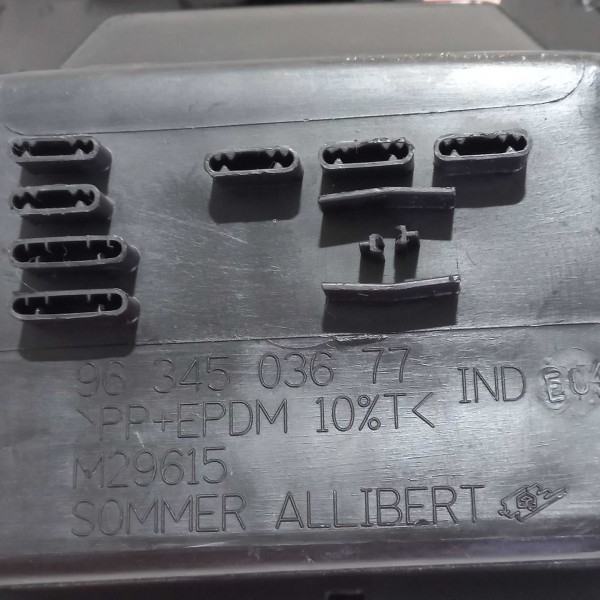 96 345 036 77 IND
>PP+EPDM 10%T<
M29615
SOMMER ALLIBERT